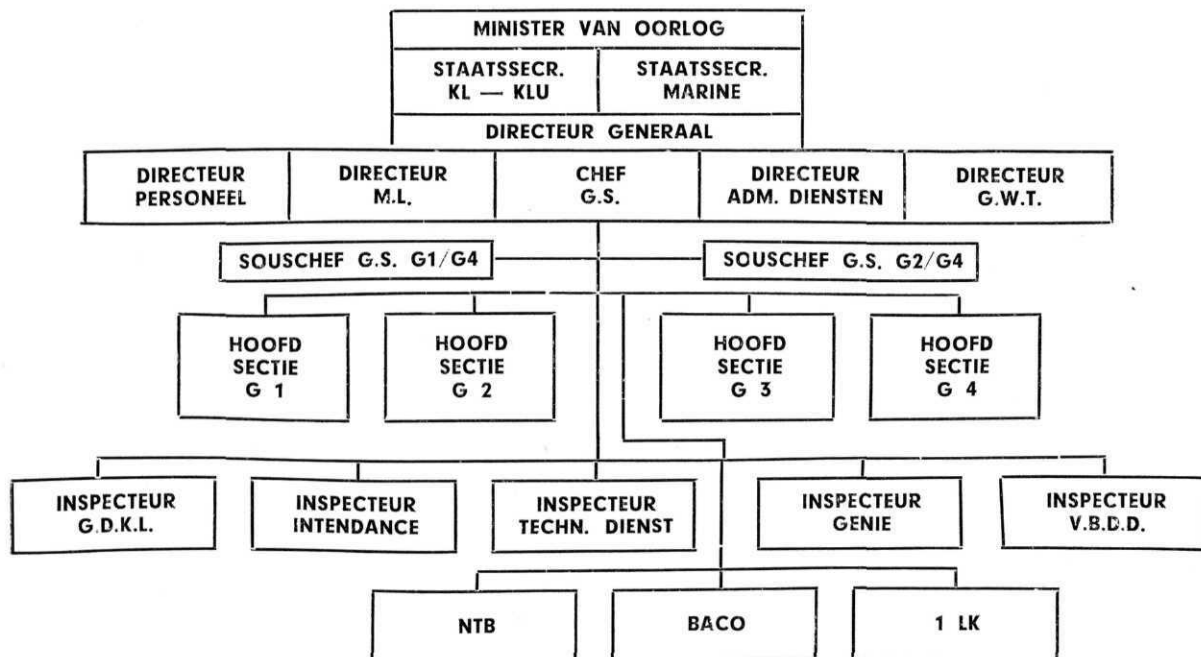 MINISTER VAN OORLOG
STAATSSECR.
KL — KLU
STAATSSECR.
MARINE
DIRECTEUR GENERAAL
DIRECTEUR
PERSONEEL
DIRECTEUR
M.L.
CHEF
G.S.
DIRECTEUR
ADM. DIENSTEN
DIRECTEUR
G.W.T.
SOUSCHEF G.S. G1/G4
SOUSCHEF G.S. G2/G4
HOOFD
SECTIE
G 1
HOOFD
SECTIE
G 2
HOOFD
SECTIE
G 3
HOOFD
SECTIE
G 4
INSPECTEUR
G.D.K.L.
INSPECTEUR
INTENDANCE
INSPECTEUR
TECHN. DIENST
INSPECTEUR
GENIE
INSPECTEUR
V.B.D.D.
NTB
BACO
1 LK